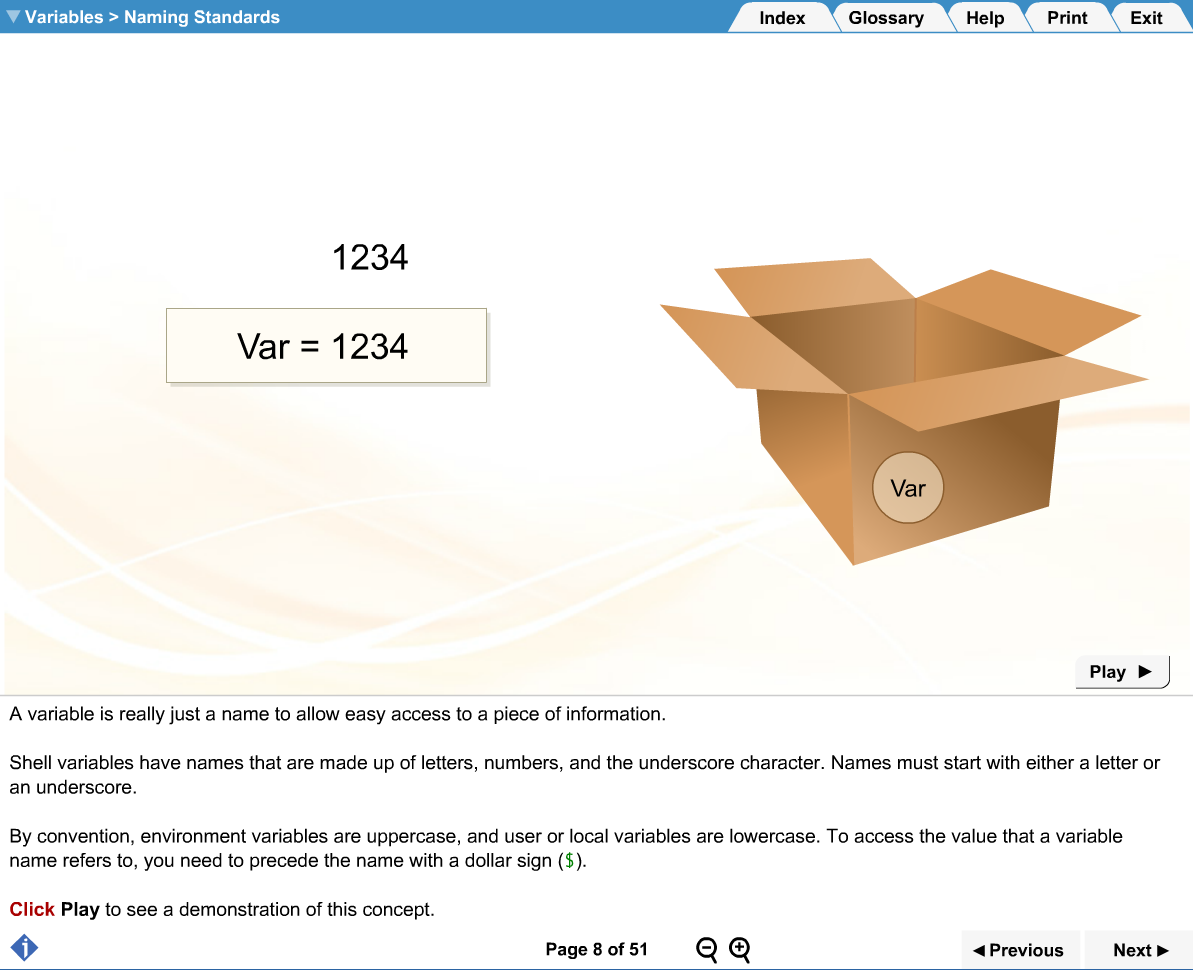 Variables > Naming Standards
Index Glossary Help Print Exit
1234
Var = 1234
Var
Play
A variable is really just a name to allow easy access to a piece of information.
Shell variables have names that are made up of letters, numbers, and the underscore character. Names must start with either a letter or
an underscore.
By convention, environment variables are uppercase, and user or local variables are lowercase. To access the value that a variable
name refers to, you need to precede the name with a dollar sign ($).
Click Play to see a demonstration of this concept.
i
Page 8 of 51
Previous
Next